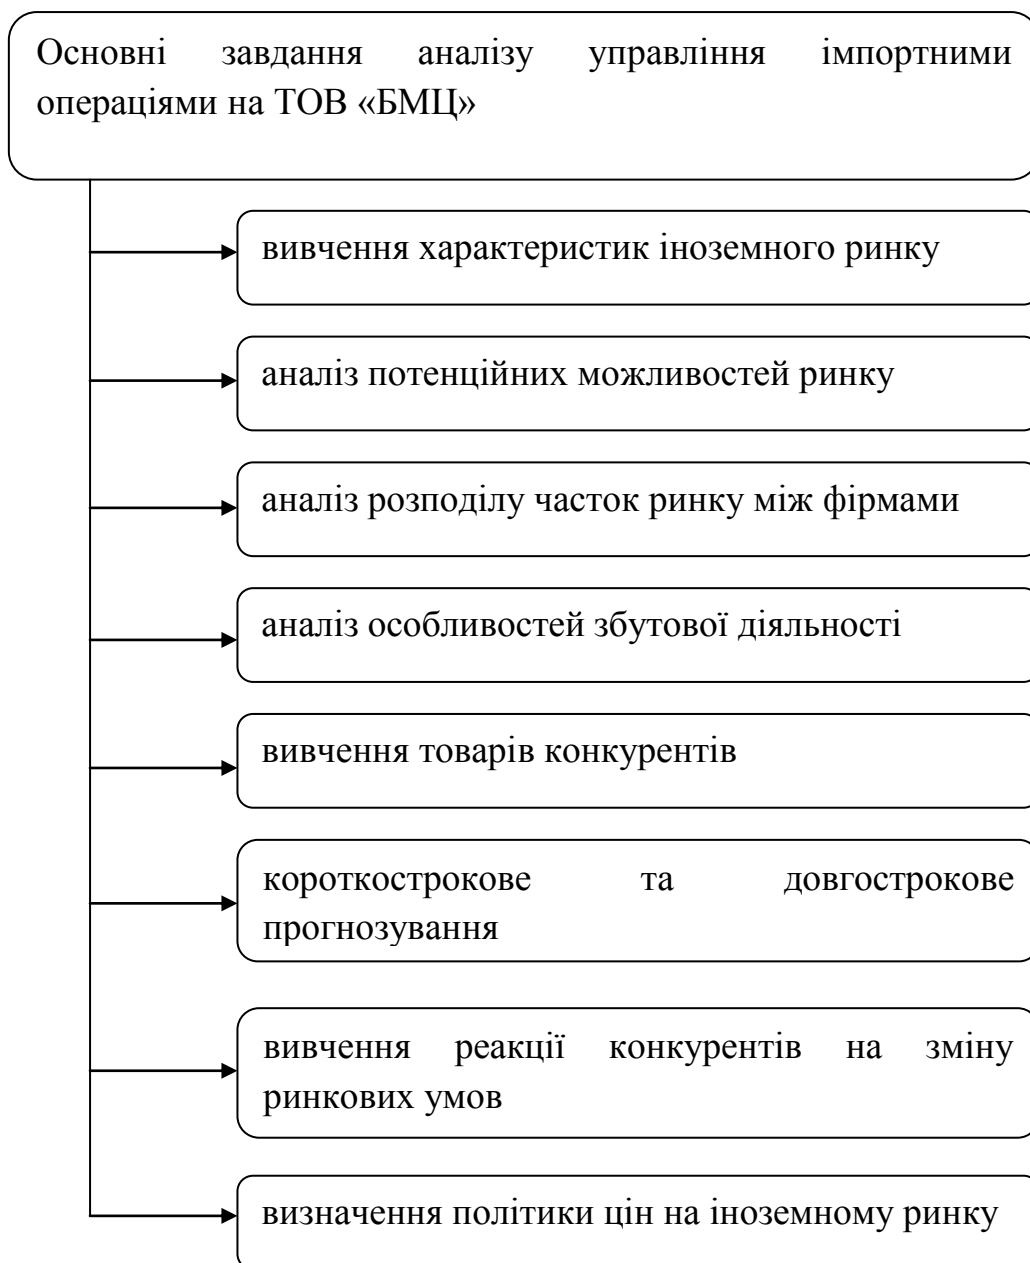 Основні завдання аналізу управління імпортними
операціями на ТОВ «БМЦ»
вивчення характеристик іноземного ринку
аналіз потенційних можливостей ринку
аналіз розподілу часток ринку між фірмами
аналіз особливостей збутової діяльності
вивчення товарів конкурентів
короткострокове та довгострокове
прогнозування
вивчення реакції конкурентів на зміну
ринкових умов
визначення політики цін на іноземному ринку